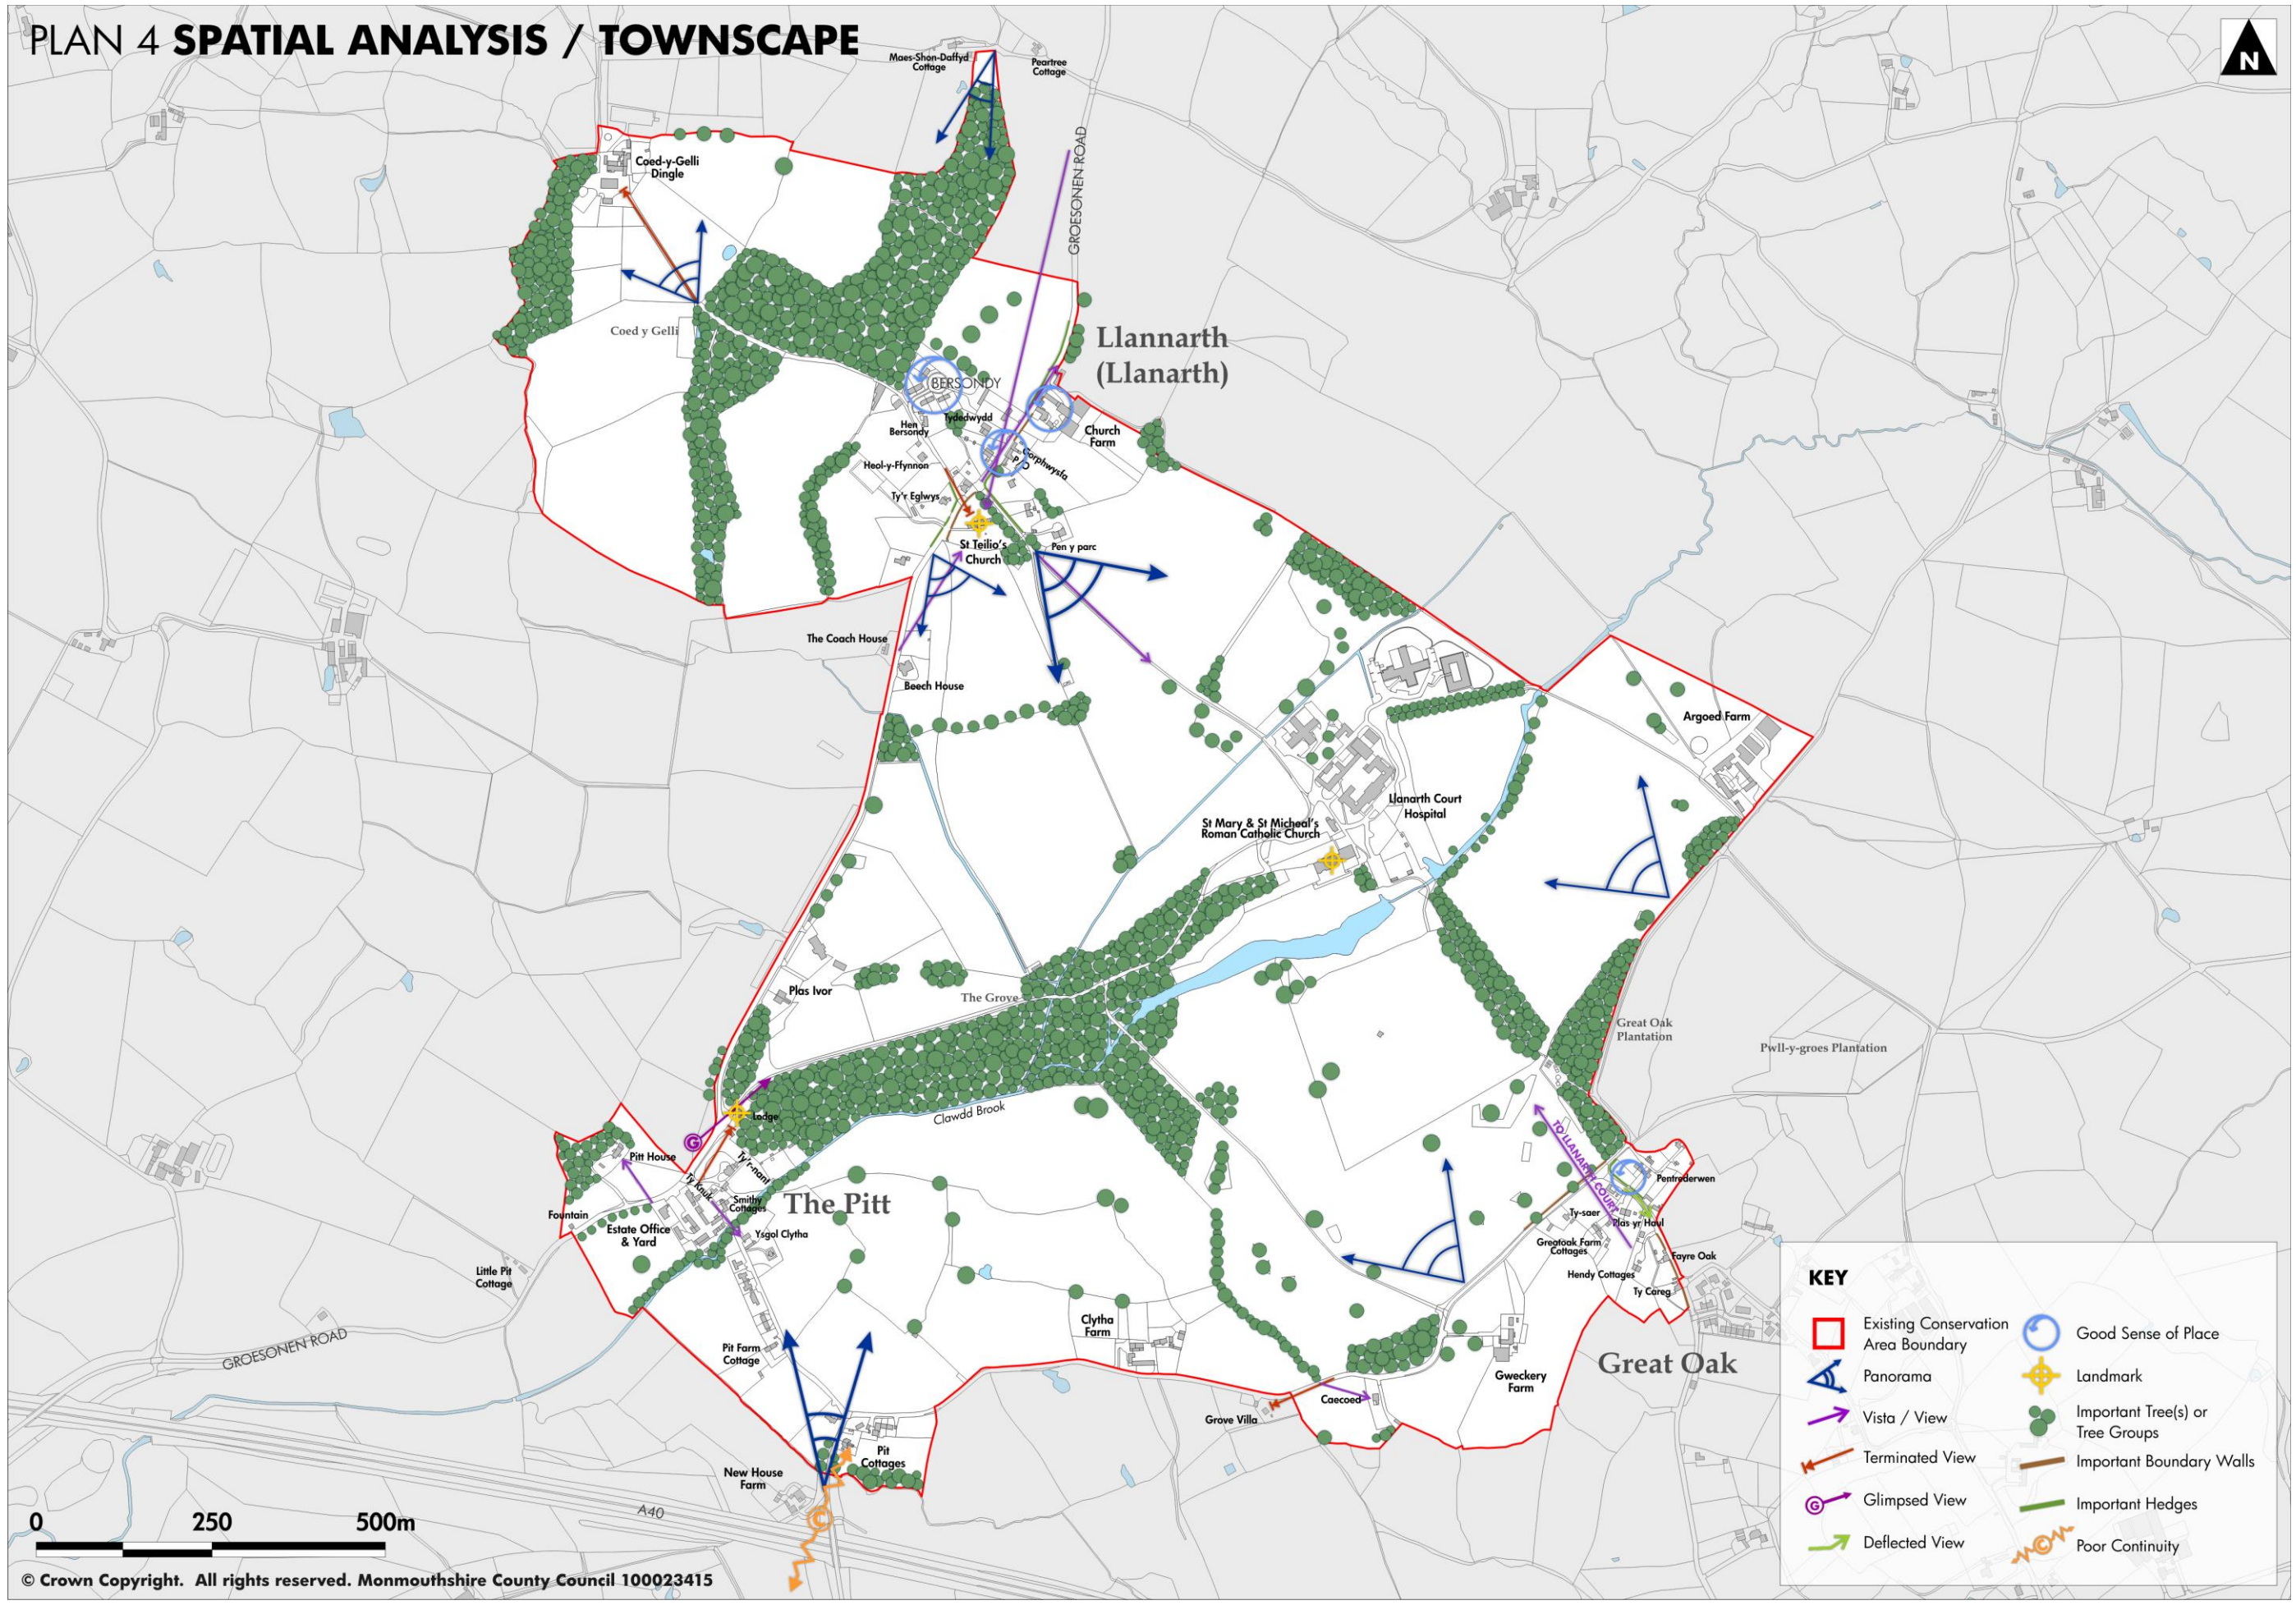 PLAN 4 SPATIAL ANALYSIS / TOWNSCAPE
N
Maes-Shon-Daffyd
Cottage
Peartree
Cottage
GROESONEN ROAD
Coed-y-Gelli
Dingle
Coed y Gelli
Llannarth
(Llanarth)
BERSONDY
Tydedwydd
Hen
Bersondy
Church
Farm
Gorphwysfa
PO
Heol-y-Ffynnon
Ty'r Eglwys
St Teilio's
Church
Pen y parc
The Coach House
Beech House
Argoed Farm
Llanarth Court
Hospital
St Mary & St Micheal's
Roman Catholic Church
Plas Ivor
The Grove
Great Oak
Plantation
Pwll-y-groes Plantation
Lodge
Clawdd Brook
G
Pitt House
Ty'r-nant
Ty Knuk
Smithy
Cottages
The Pitt
Fountain
Estate Office
& Yard
Ysgol Clytha
Little Pit
Cottage
TO LLANARTH COURT
Pentrederwen
Ty-saer
Plas yr Haul
Greatoak Farm
Cottages
Fayre Oak
Hendy Cottages
Ty Careg
Clytha
Farm
Pit Farm
Cottage
GROESONEN ROAD
Great Oak
Gweckery
Farm
Caecoed
Grove Villa
Pit
Cottages
New House
Farm
C
A40
0 250 500m
© Crown Copyright. All rights reserved. Monmouthshire County Council 100023415
KEY
Existing Conservation
Area Boundary
Panorama
Vista / View
Terminated View
G
Glimpsed View
Deflected View
Good Sense of Place
Landmark
Important Tree(s) or
Tree Groups
Important Boundary Walls
Important Hedges
C
Poor Continuity